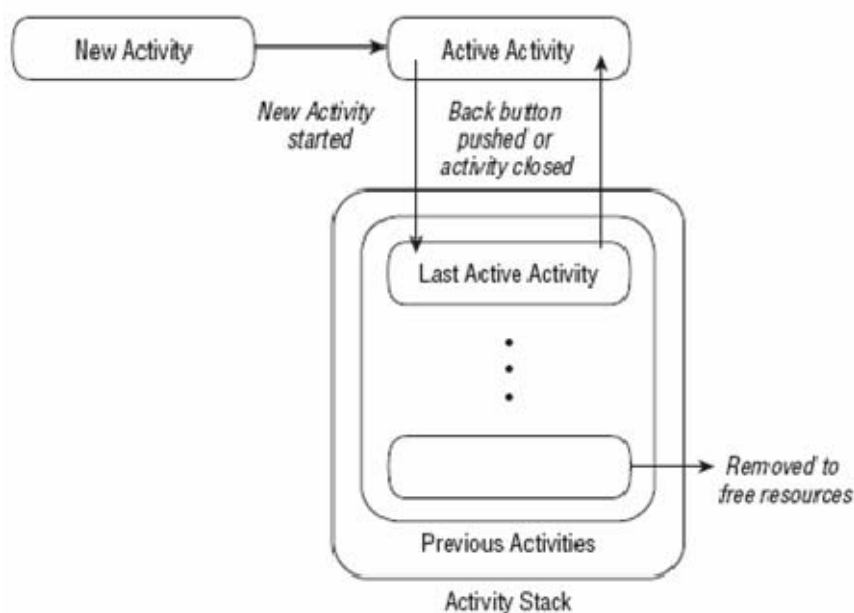 New Activity
Active Activity
New Activity
started
Back button
pushed or
activity closed
Last Active Activiity
Removed to
free resources
Previous Activities
Activity Stack